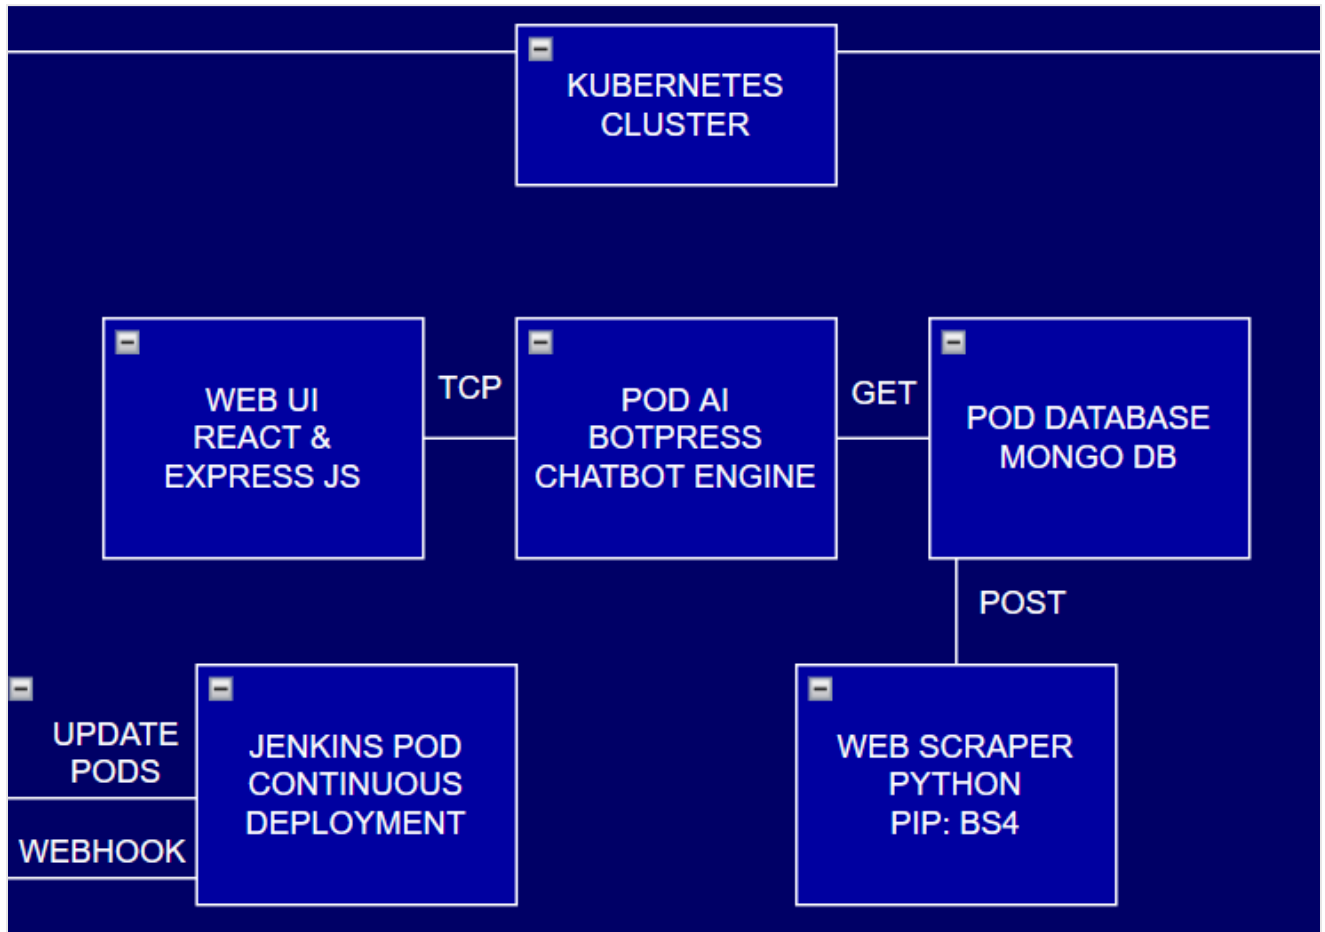 KUBERNETES
CLUSTER
WEB UI
REACT &
EXPRESS JS
TCP
POD AI
BOTPRESS
CHATBOT ENGINE
GET
POD DATABASE
MONGO DB
POST
UPDATE
PODS
WEBHOOK
JENKINS POD
CONTINUOUS
DEPLOYMENT
WEB SCRAPER
PYTHON
PIP: BS4